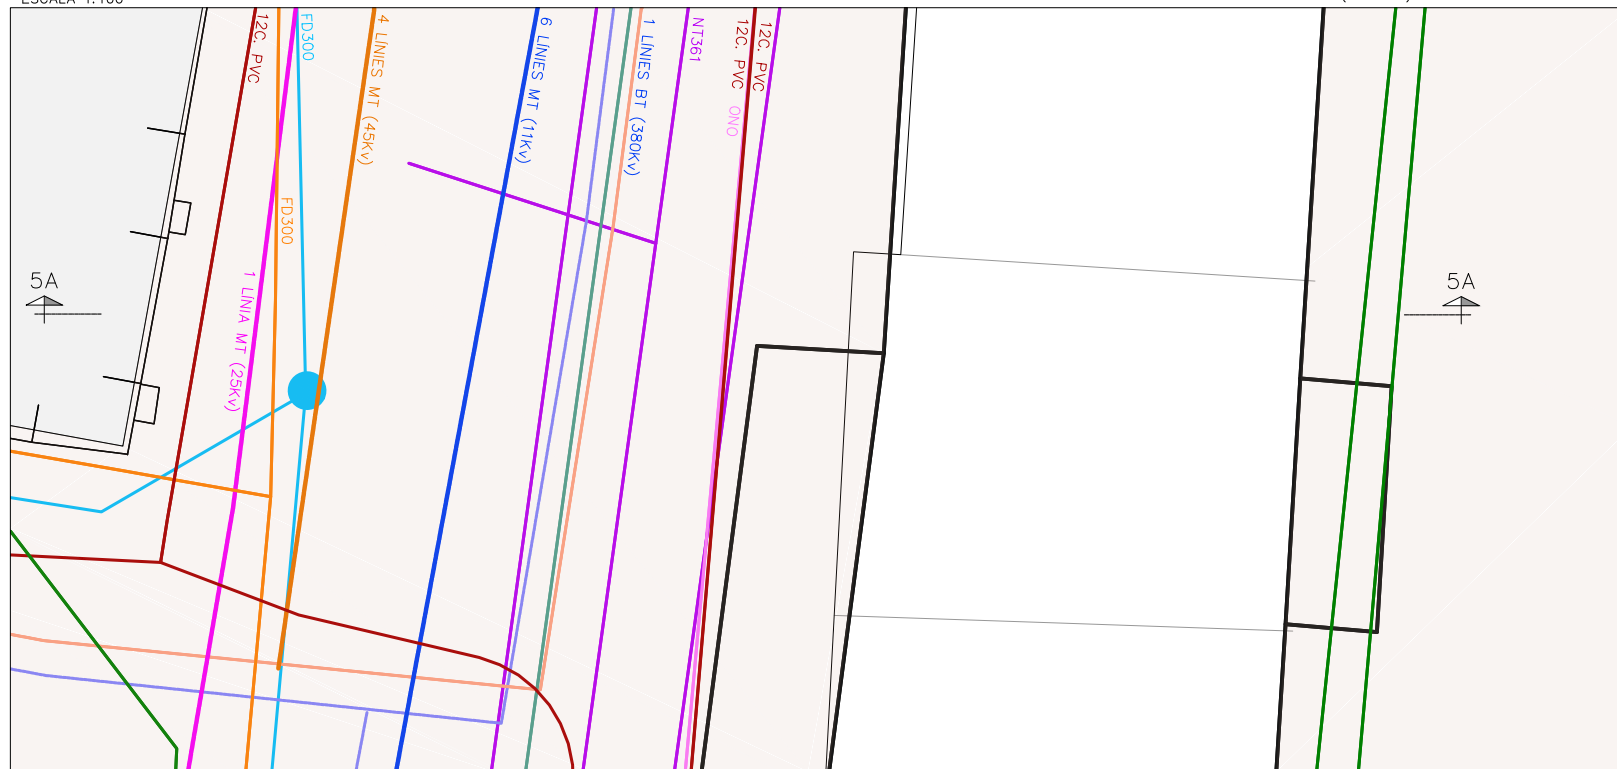 12C. PVC
FD300
4 LÍNIES MT (45Kv)
6 LÍNIES MT (11Kv)
1 LÍNIES BT (380Kv)
NT361
12C. PVC
12C. PVC
ONO
FD300
1 LÍNIA MT (25Kv)
5A
5A